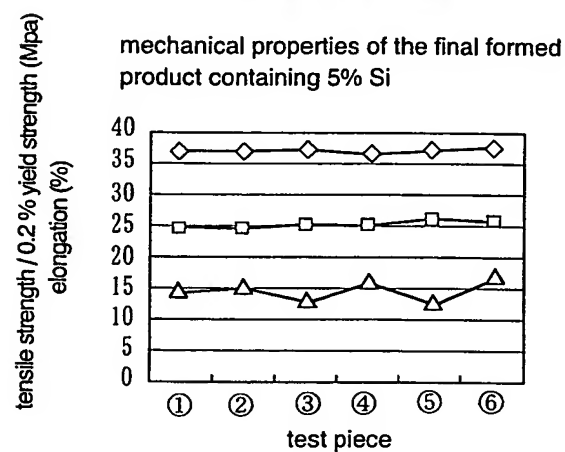 mechanical properties of the final formed
product containing 5% Si
tensile strength / 0.2 % yield strength (Mpa)
elongation (%)
40
35
30
25
20
15
10
5
0
① ② ③ ④ ⑤ ⑥
test piece